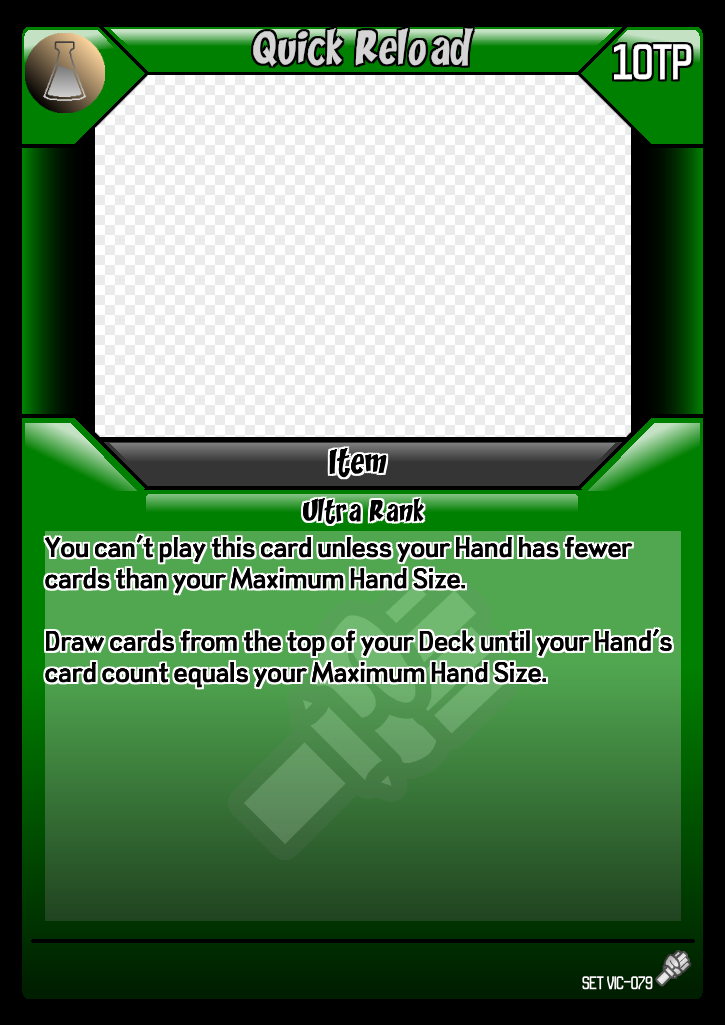 Quick Reload
10TP
Item
Ultra Rank
You can't play this card unless your Hand has fewer
cards than your Maximum Hand Size.
Draw cards from the top of your Deck until your Hand's
card count equals your Maximum Hand Size.
SET VIC-079